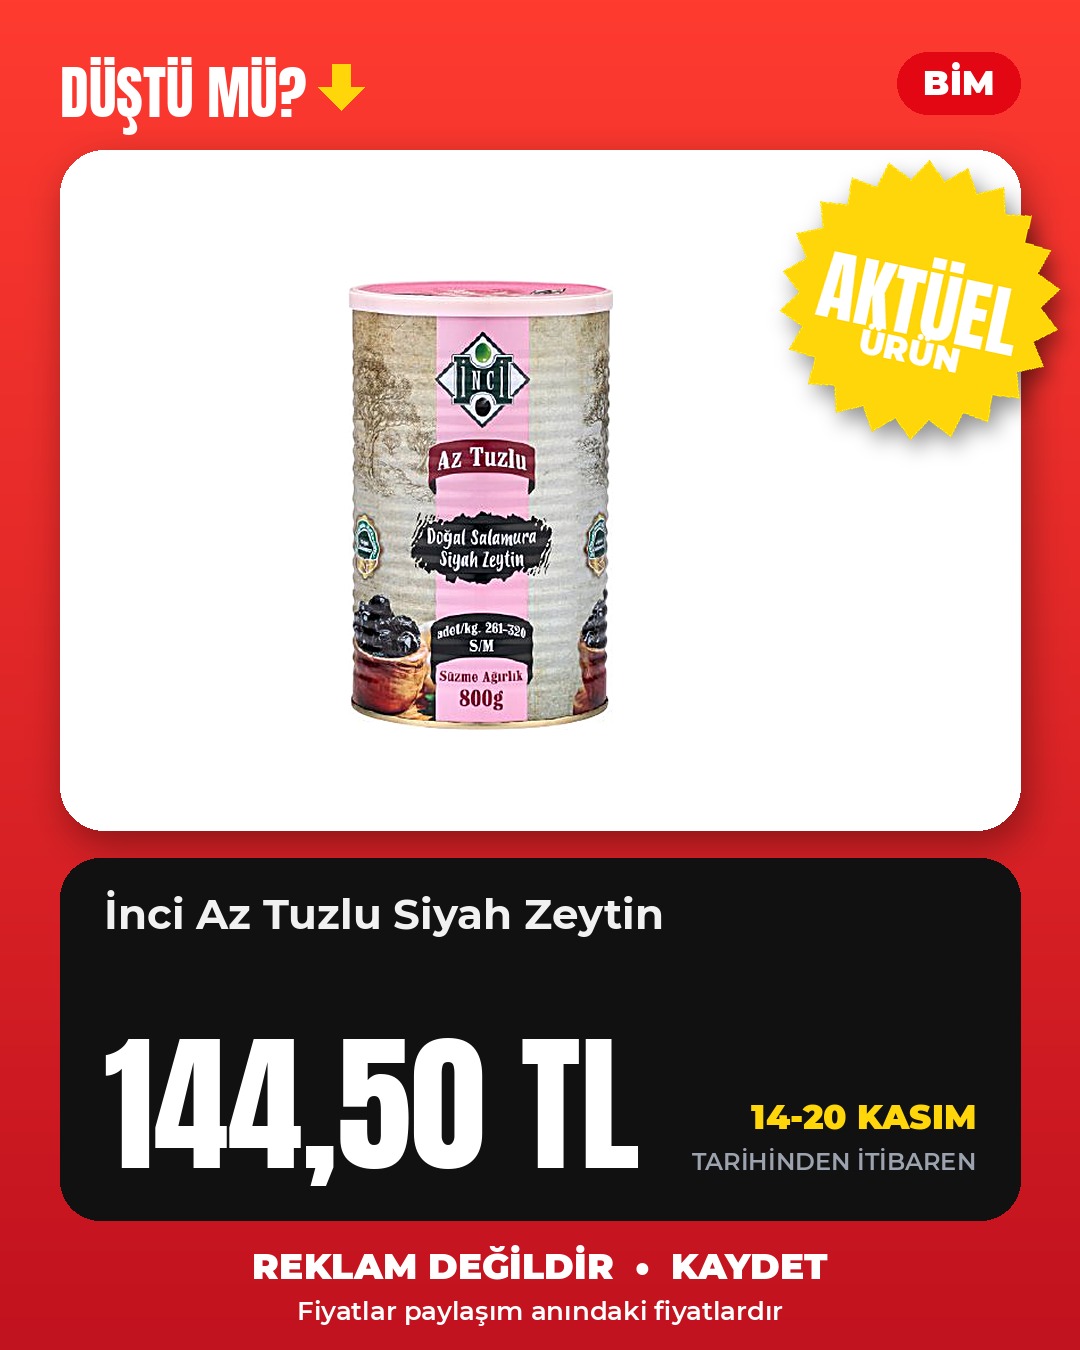 DÜŞTÜ MÜ?
BİM
AKTÜEL
ÜRÜN
İNCİ
Az Tuzlu
Doğal Salamura
Siyah Zeytin
adet/kg. 261-320
S/M
Süzme Ağırlık
800g
İnci Az Tuzlu Siyah Zeytin
144,50 TL
14-20 KASIM
TARİHİNDEN İTİBAREN
REKLAM DEĞİLDİR • KAYDET
Fiyatlar paylaşım anındaki fiyatlardır